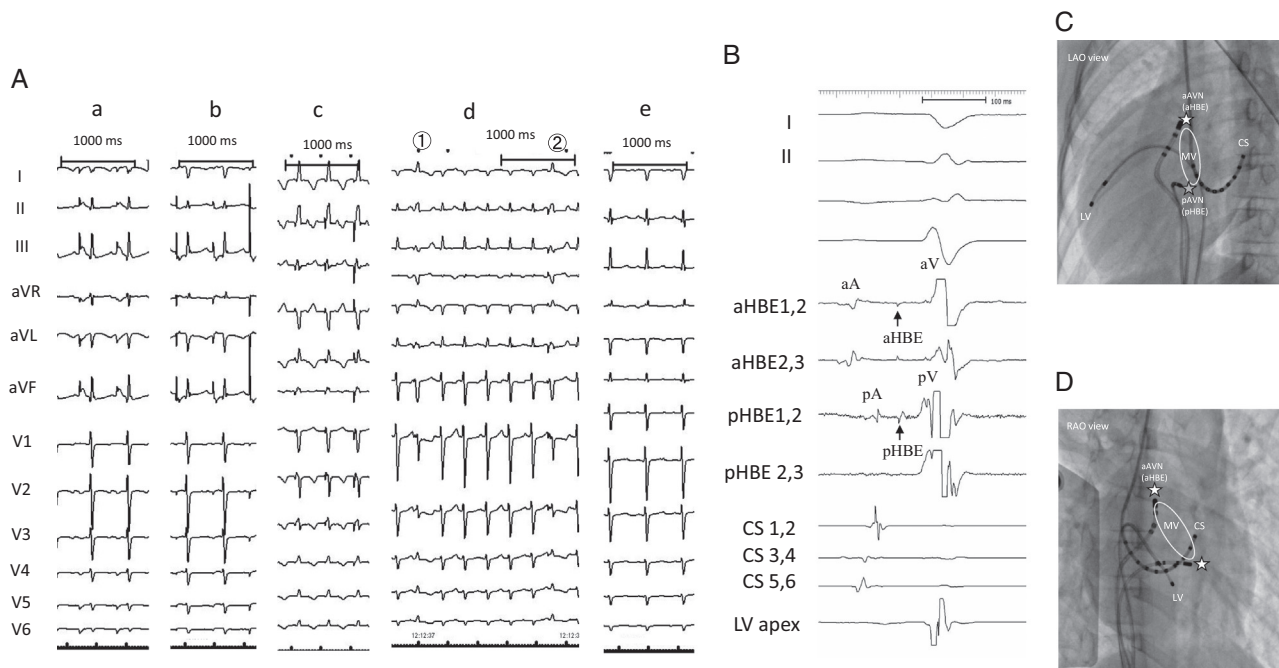 A
a
b
c
d
e
1000 ms
1000 ms
1000 ms
①
1000 ms
②
1000 ms
I
II
III
aVR
aVL
aVF
V1
V2
V3
V4
V5
V6
12:12:37
12:12:3
B
100 ms
I
II
aV
aA
aHBE1,2
aHBE
aHBE2,3
pV
pA
pHBE1,2
pHBE
pHBE 2,3
CS 1,2
CS 3,4
CS 5,6
LV apex
C
LAO view
aAVN
(aHBE)
CS
MV
LV
pAVN
(pHBE)
D
RAO view
aAVN
(aHBE)
MV
CS
LV